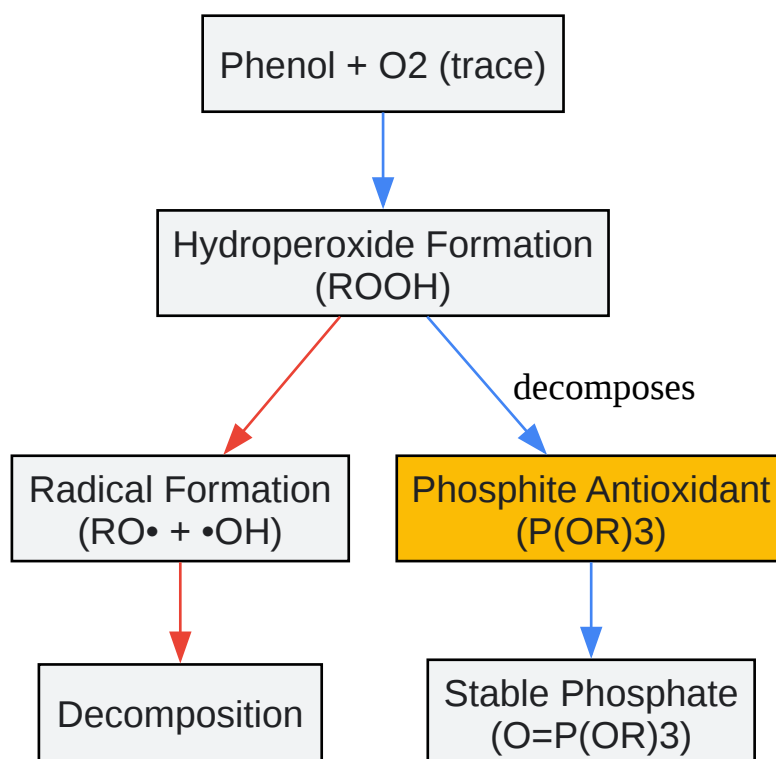 Phenol + O2 (trace)
Hydroperoxide Formation
(ROOH)
decomposes
Radical Formation
(RO• + •OH)
Phosphite Antioxidant
(P(OR)3)
Decomposition
Stable Phosphate
(O=P(OR)3)